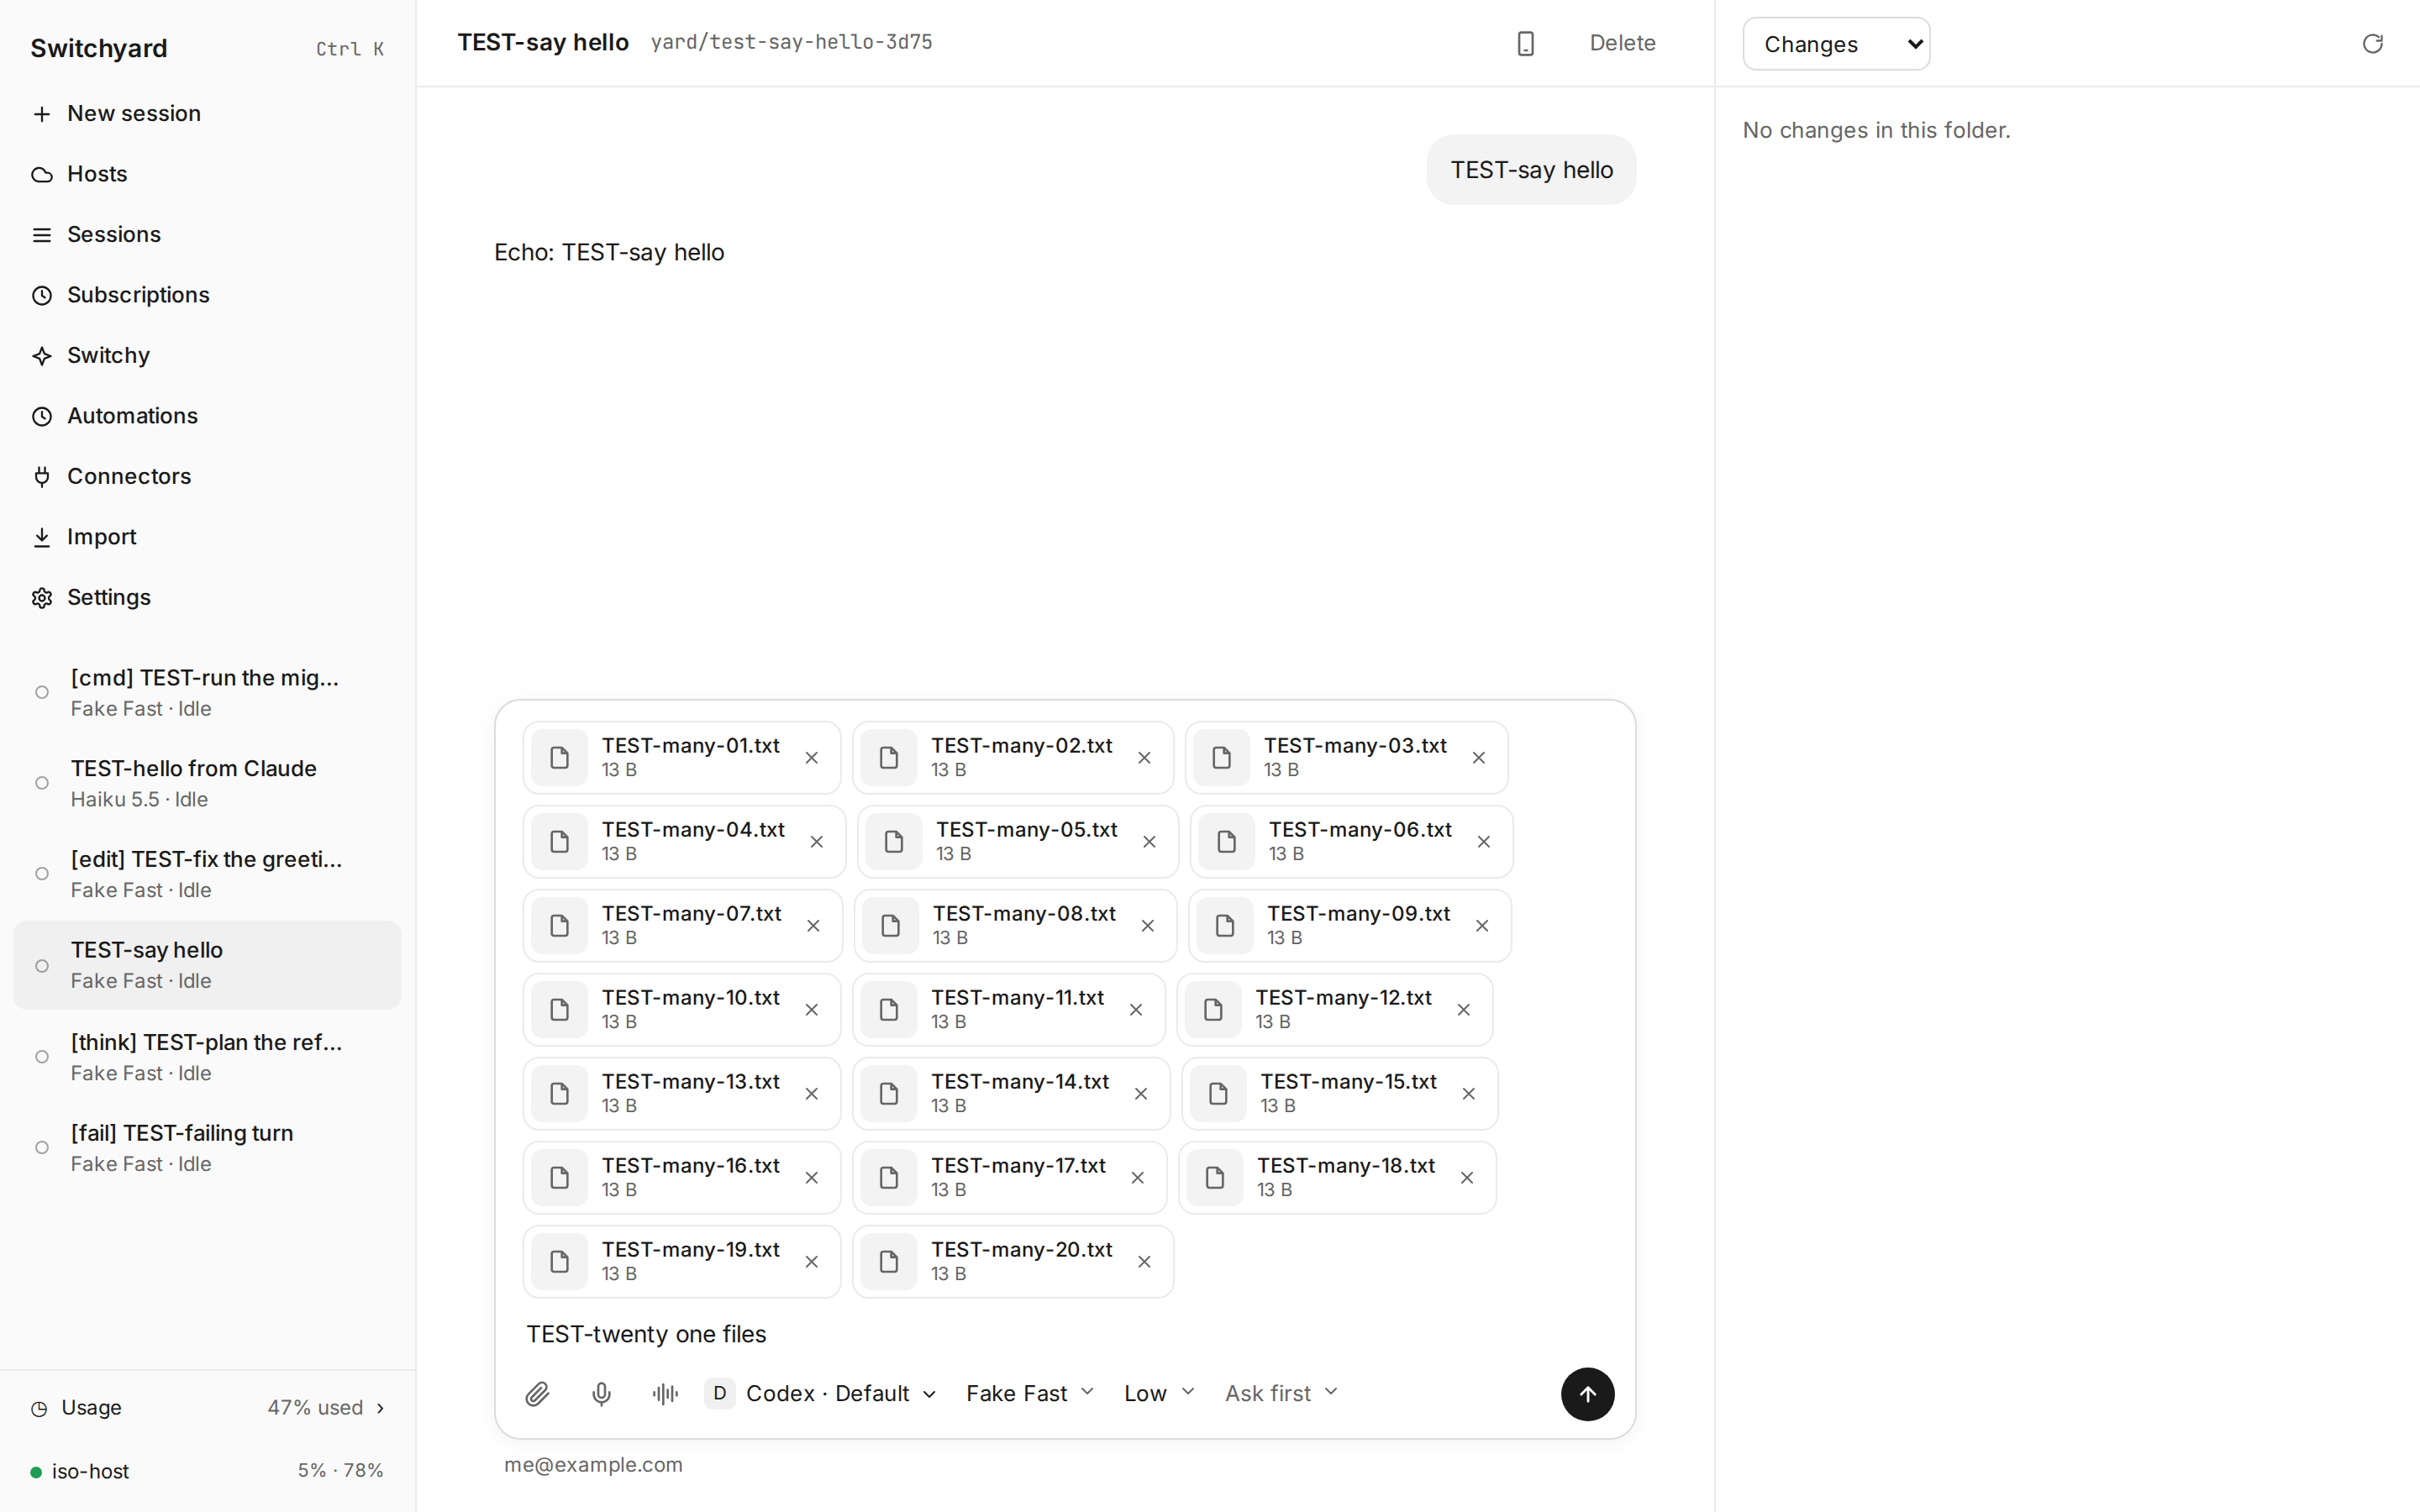 Switchyard Ctrl K
New session
Hosts
Sessions
Subscriptions
Switchy
Automations
Connectors
Import
Settings
[cmd] TEST-run the mig...
Fake Fast · Idle
TEST-hello from Claude
Haiku 5.5 · Idle
[edit] TEST-fix the greeti...
Fake Fast · Idle
TEST-say hello
Fake Fast · Idle
[think] TEST-plan the ref...
Fake Fast · Idle
[fail] TEST-failing turn
Fake Fast · Idle
Usage 47% used ›
iso-host 5% · 78%
TEST-say hello yard/test-say-hello-3d75 Delete
TEST-say hello
Echo: TEST-say hello
TEST-many-01.txt TEST-many-02.txt TEST-many-03.txt
13 B 13 B 13 B
TEST-many-04.txt TEST-many-05.txt TEST-many-06.txt
13 B 13 B 13 B
TEST-many-07.txt TEST-many-08.txt TEST-many-09.txt
13 B 13 B 13 B
TEST-many-10.txt TEST-many-11.txt TEST-many-12.txt
13 B 13 B 13 B
TEST-many-13.txt TEST-many-14.txt TEST-many-15.txt
13 B 13 B 13 B
TEST-many-16.txt TEST-many-17.txt TEST-many-18.txt
13 B 13 B 13 B
TEST-many-19.txt TEST-many-20.txt
13 B 13 B
TEST-twenty one files
D Codex · Default Fake Fast Low Ask first
me@example.com
Changes
No changes in this folder.